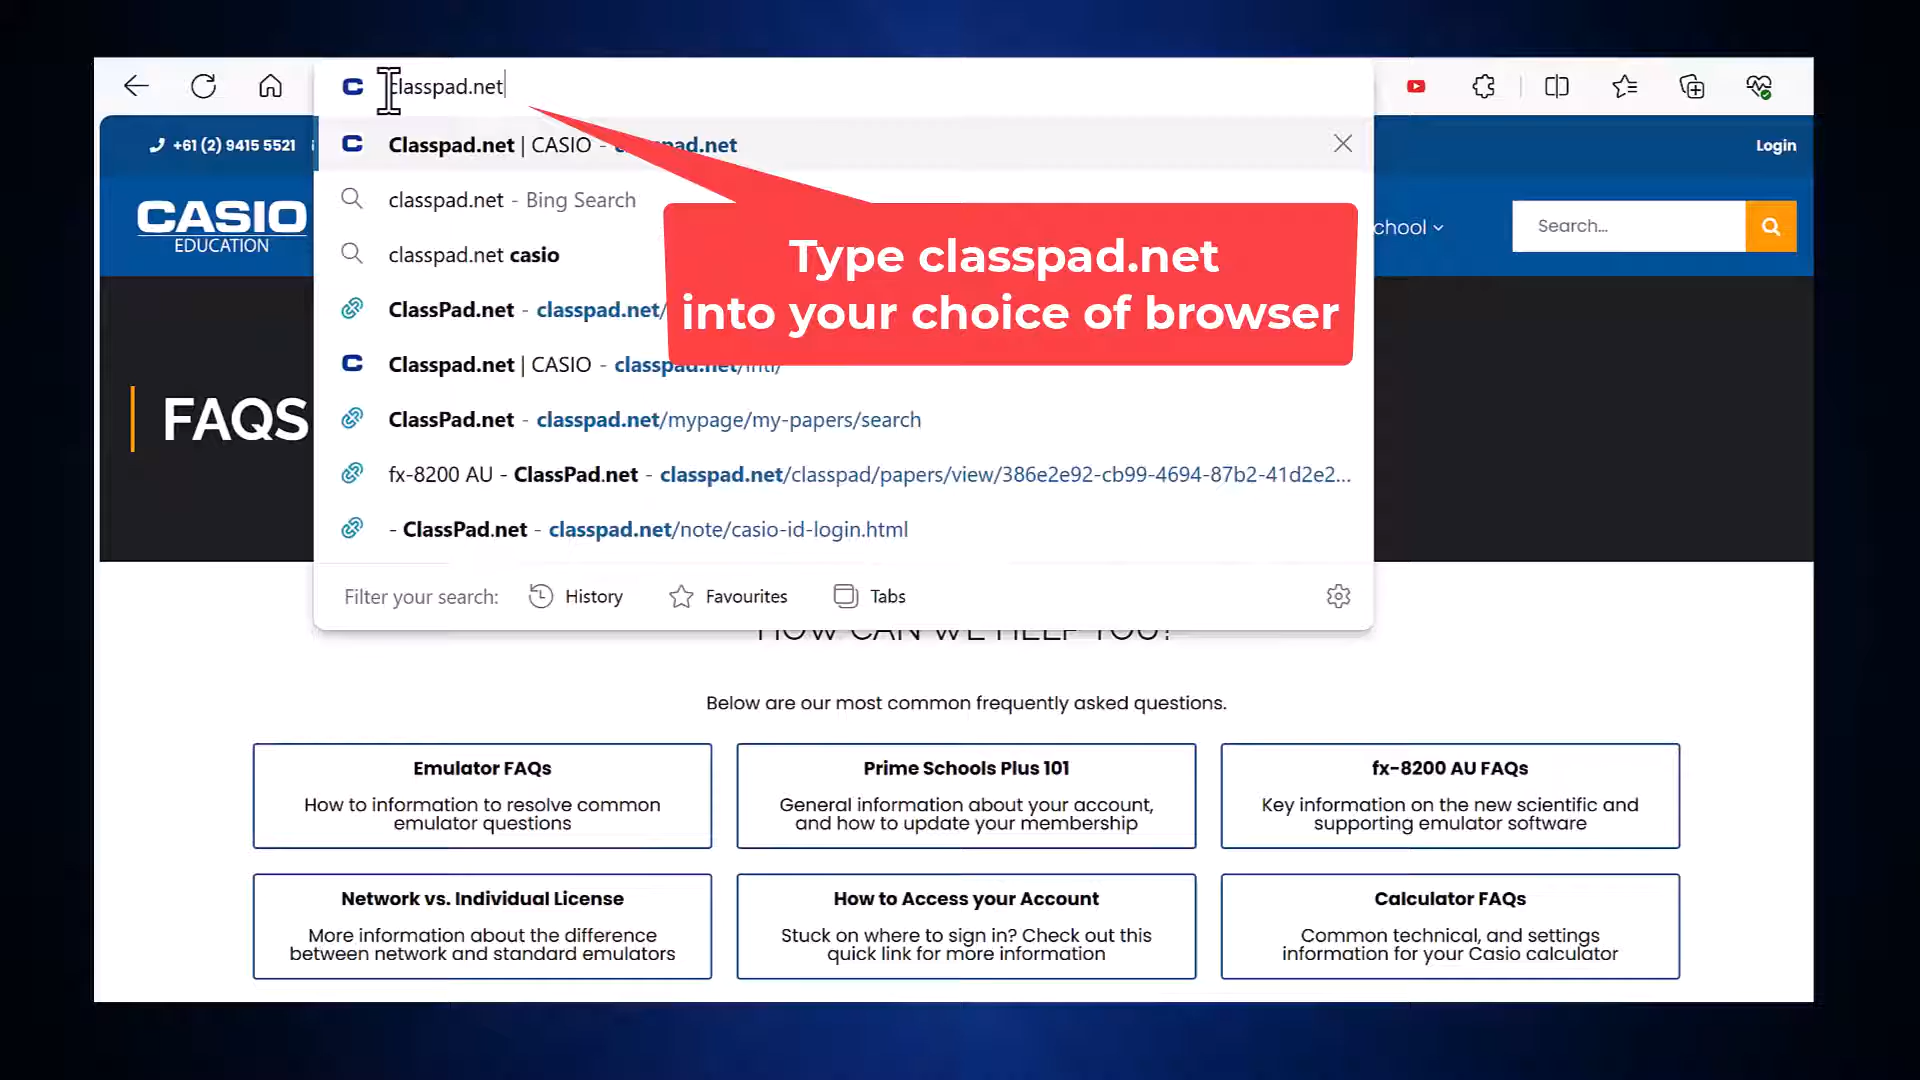 classpad.net
+61 (2) 9415 5521
Login
Classpad.net | CASIO - classpad.net
CASIO
EDUCATION
classpad.net - Bing Search
chool
Search...
Type classpad.net
into your choice of browser
classpad.net casio
ClassPad.net - classpad.net/
Classpad.net | CASIO - classpad.net/intl/
FAQS
ClassPad.net - classpad.net/mypage/my-papers/search
fx-8200 AU - ClassPad.net - classpad.net/classpad/papers/view/386e2e92-cb99-4694-87b2-41d2e2...
- ClassPad.net - classpad.net/note/casio-id-login.html
Filter your search: History Favourites Tabs
HOW CAN WE HELP YOU?
Below are our most common frequently asked questions.
Emulator FAQs
How to information to resolve common
emulator questions
Prime Schools Plus 101
General information about your account,
and how to update your membership
fx-8200 AU FAQs
Key information on the new scientific and
supporting emulator software
Network vs. Individual License
More information about the difference
between network and standard emulators
How to Access your Account
Stuck on where to sign in? Check out this
quick link for more information
Calculator FAQs
Common technical, and settings
information for your Casio calculator